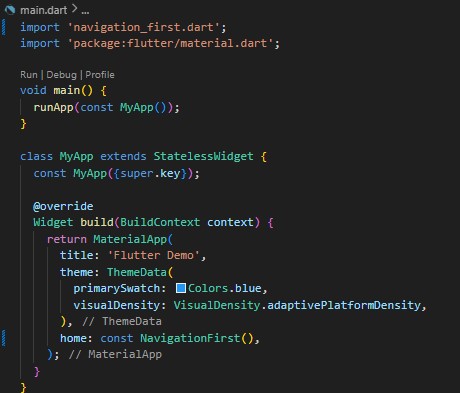 main.dart > ...
import 'navigation_first.dart';
import 'package:flutter/material.dart';
Run | Debug | Profile
void main() {
  runApp(const MyApp());
}
class MyApp extends StatelessWidget {
  const MyApp({super.key});
  @override
  Widget build(BuildContext context) {
    return MaterialApp(
      title: 'Flutter Demo',
      theme: ThemeData(
        primarySwatch: Colors.blue,
        visualDensity: VisualDensity.adaptivePlatformDensity,
      ), // ThemeData
      home: const NavigationFirst(),
    ); // MaterialApp
  }
}